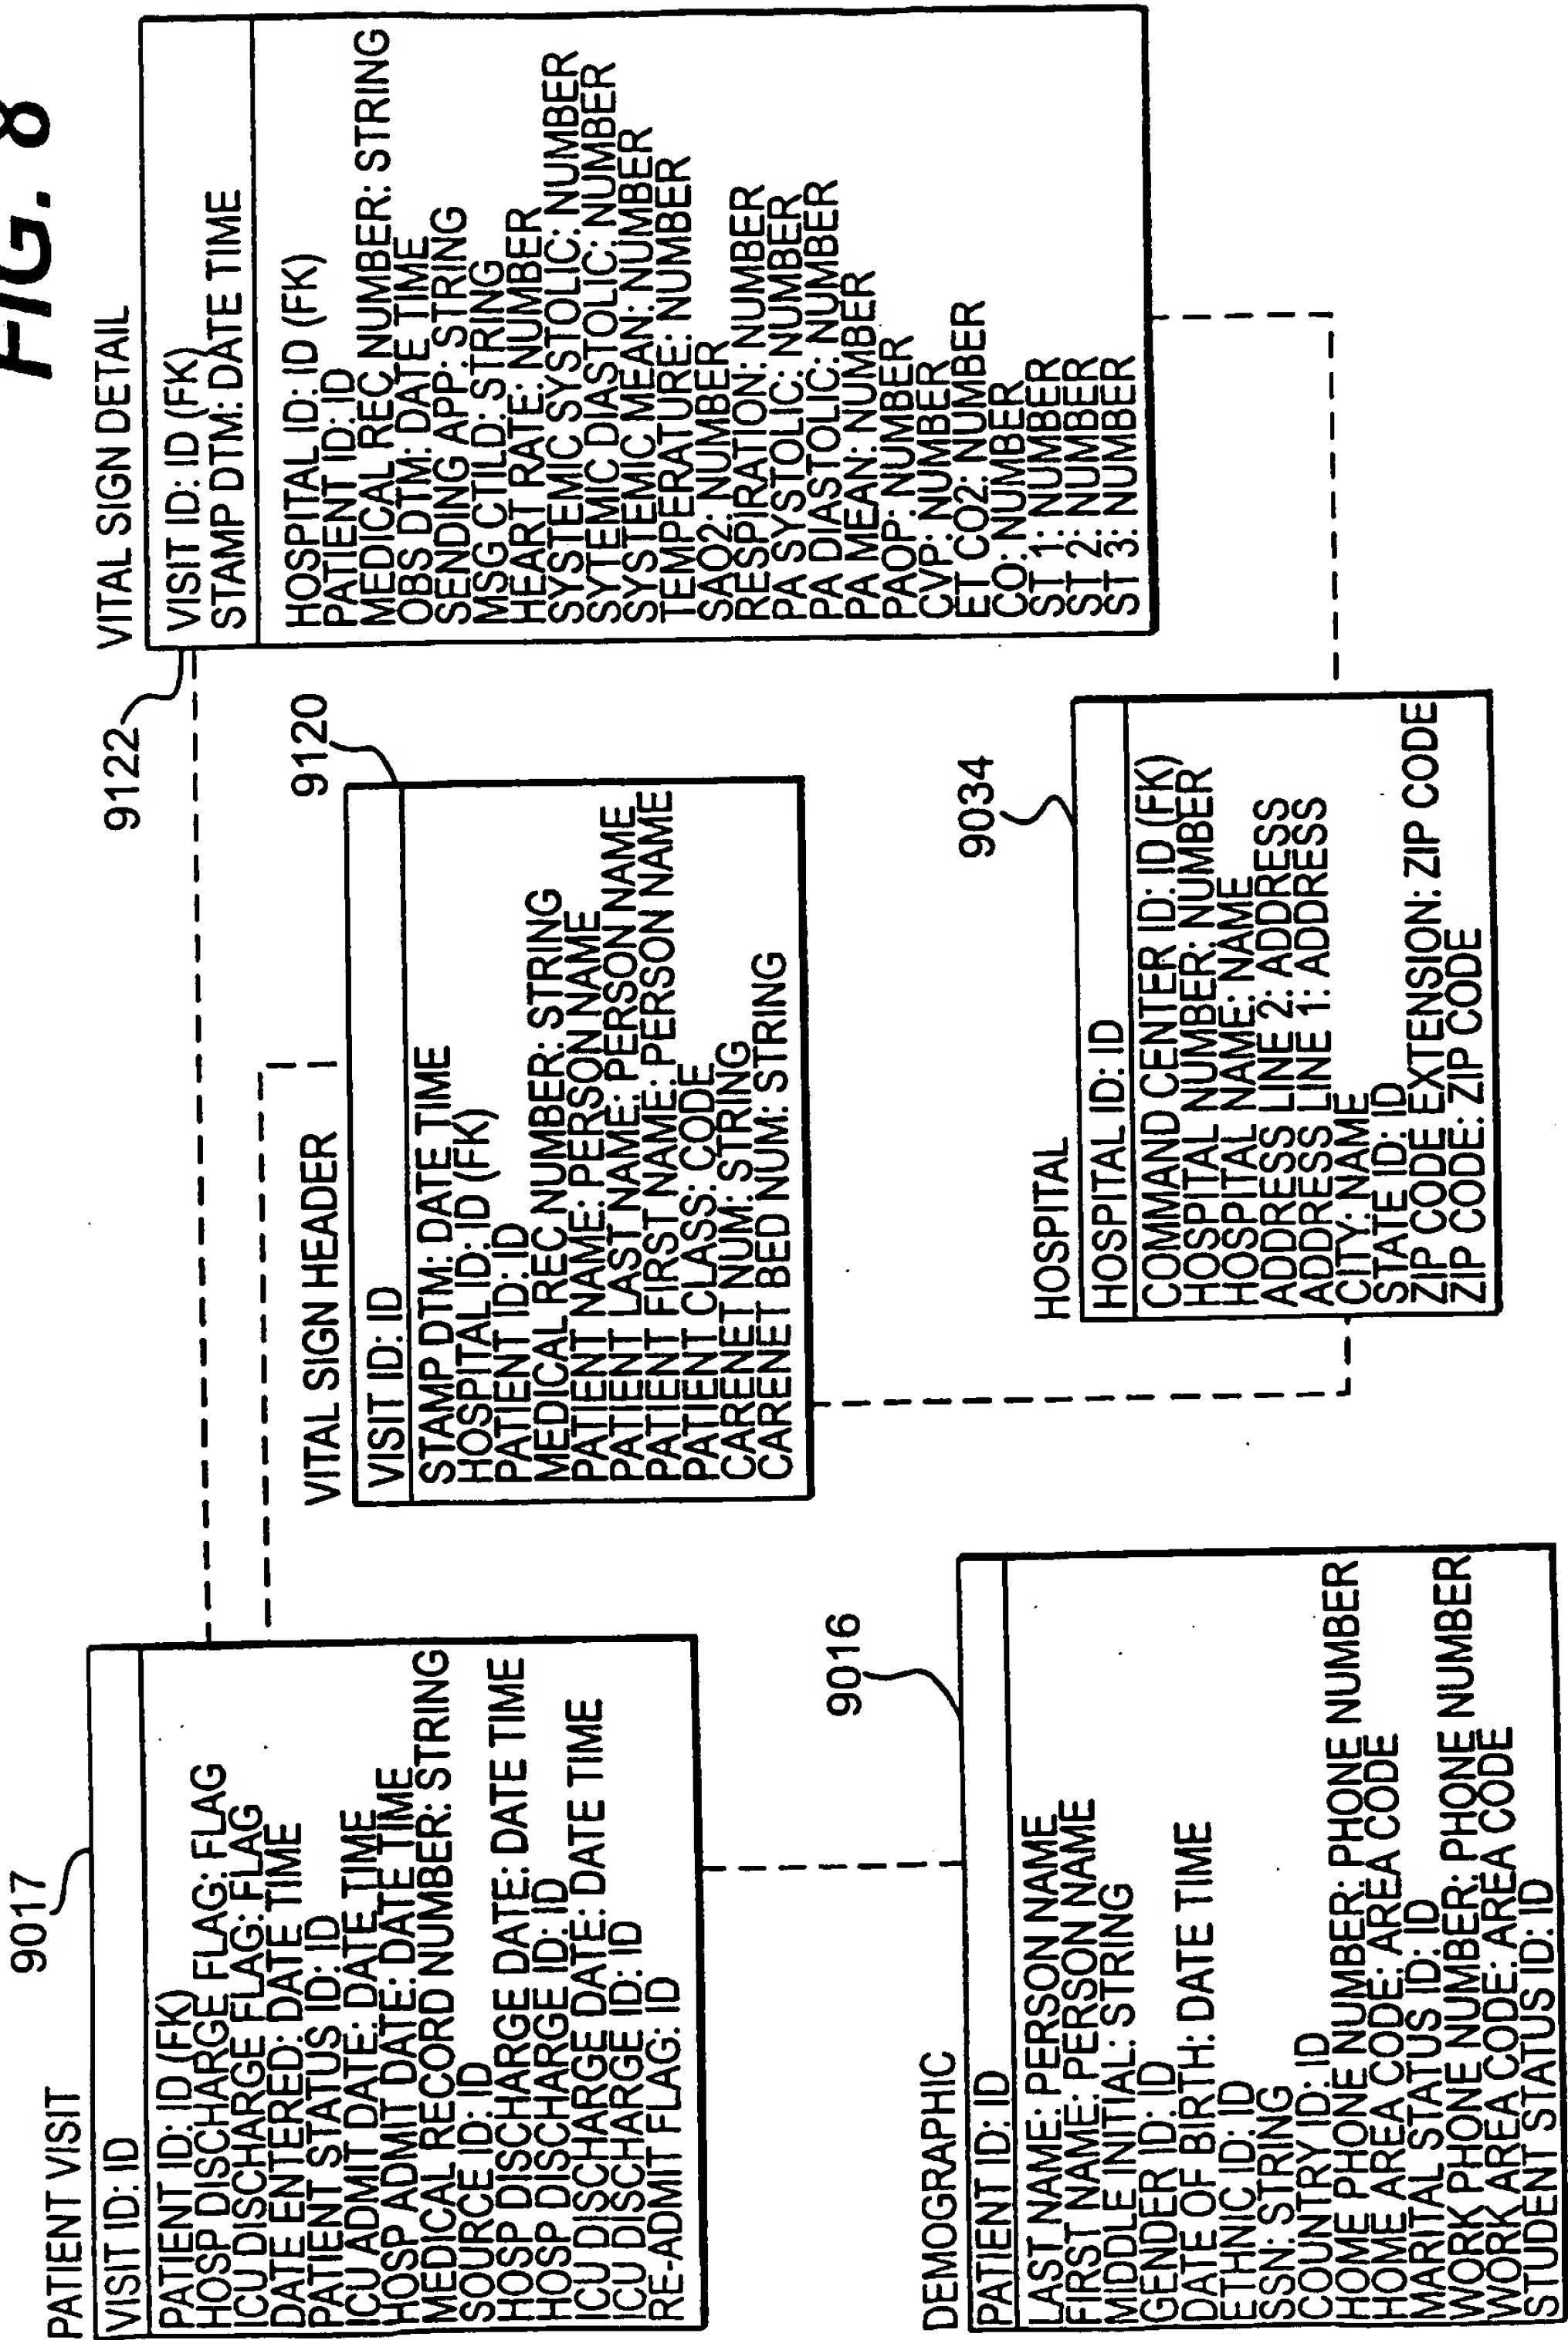 FIG. 8
PATIENT VISIT
9017
VISIT ID: ID
PATIENT ID: ID (FK)
HOSP DISCHARGE FLAG: FLAG
ICU DISCHARGE FLAG: FLAG
DATE ENTERED: DATE TIME
PATIENT STATUS ID: ID
ICU ADMIT DATE: DATE TIME
HOSP ADMIT DATE: DATE TIME
MEDICAL RECORD NUMBER: STRING
SOURCE ID: ID
HOSP DISCHARGE DATE: DATE TIME
HOSP DISCHARGE ID: ID
ICU DISCHARGE DATE: DATE TIME
ICU DISCHARGE ID: ID
RE-ADMIT FLAG: ID
VITAL SIGN HEADER
9120
VISIT ID: ID
STAMP DTM: DATE TIME
HOSPITAL ID: ID (FK)
PATIENT ID: ID
MEDICAL REC NUMBER: STRING
PATIENT NAME: PERSON NAME
PATIENT LAST NAME: PERSON NAME
PATIENT FIRST NAME: PERSON NAME
PATIENT CLASS: CODE
CARENET NUM: STRING
CARENET BED NUM: STRING
VITAL SIGN DETAIL
9122
VISIT ID: ID (FK)
STAMP DTM: DATE TIME
HOSPITAL ID: ID (FK)
PATIENT ID: ID
MEDICAL REC NUMBER: STRING
OBS DTM: DATE TIME
SENDING APP: STRING
MSG CTILD: STRING
HEART RATE: NUMBER
SYSTEMIC SYSTOLIC: NUMBER
SYTEMIC DIASTOLIC: NUMBER
SYSTEMIC MEAN: NUMBER
TEMPERATURE: NUMBER
SAO2: NUMBER
RESPIRATION: NUMBER
PA SYSTOLIC: NUMBER
PA DIASTOLIC: NUMBER
PA MEAN: NUMBER
PAOP: NUMBER
CVP: NUMBER
ET CO2: NUMBER
CO: NUMBER
ST 1: NUMBER
ST 2: NUMBER
ST 3: NUMBER
DEMOGRAPHIC
9016
PATIENT ID: ID
LAST NAME: PERSON NAME
FIRST NAME: PERSON NAME
MIDDLE INITIAL: STRING
GENDER ID: ID
DATE OF BIRTH: DATE TIME
ETHNIC ID: ID
SSN: STRING
COUNTRY ID: ID
HOME PHONE NUMBER: PHONE NUMBER
HOME AREA CODE: AREA CODE
MARITAL STATUS ID: ID
WORK PHONE NUMBER: PHONE NUMBER
WORK AREA CODE: AREA CODE
STUDENT STATUS ID: ID
HOSPITAL
9034
HOSPITAL ID: ID
COMMAND CENTER ID: ID (FK)
HOSPITAL NUMBER: NUMBER
HOSPITAL NAME: NAME
ADDRESS LINE 2: ADDRESS
ADDRESS LINE 1: ADDRESS
CITY: NAME
STATE ID: ID
ZIP CODE EXTENSION: ZIP CODE
ZIP CODE: ZIP CODE